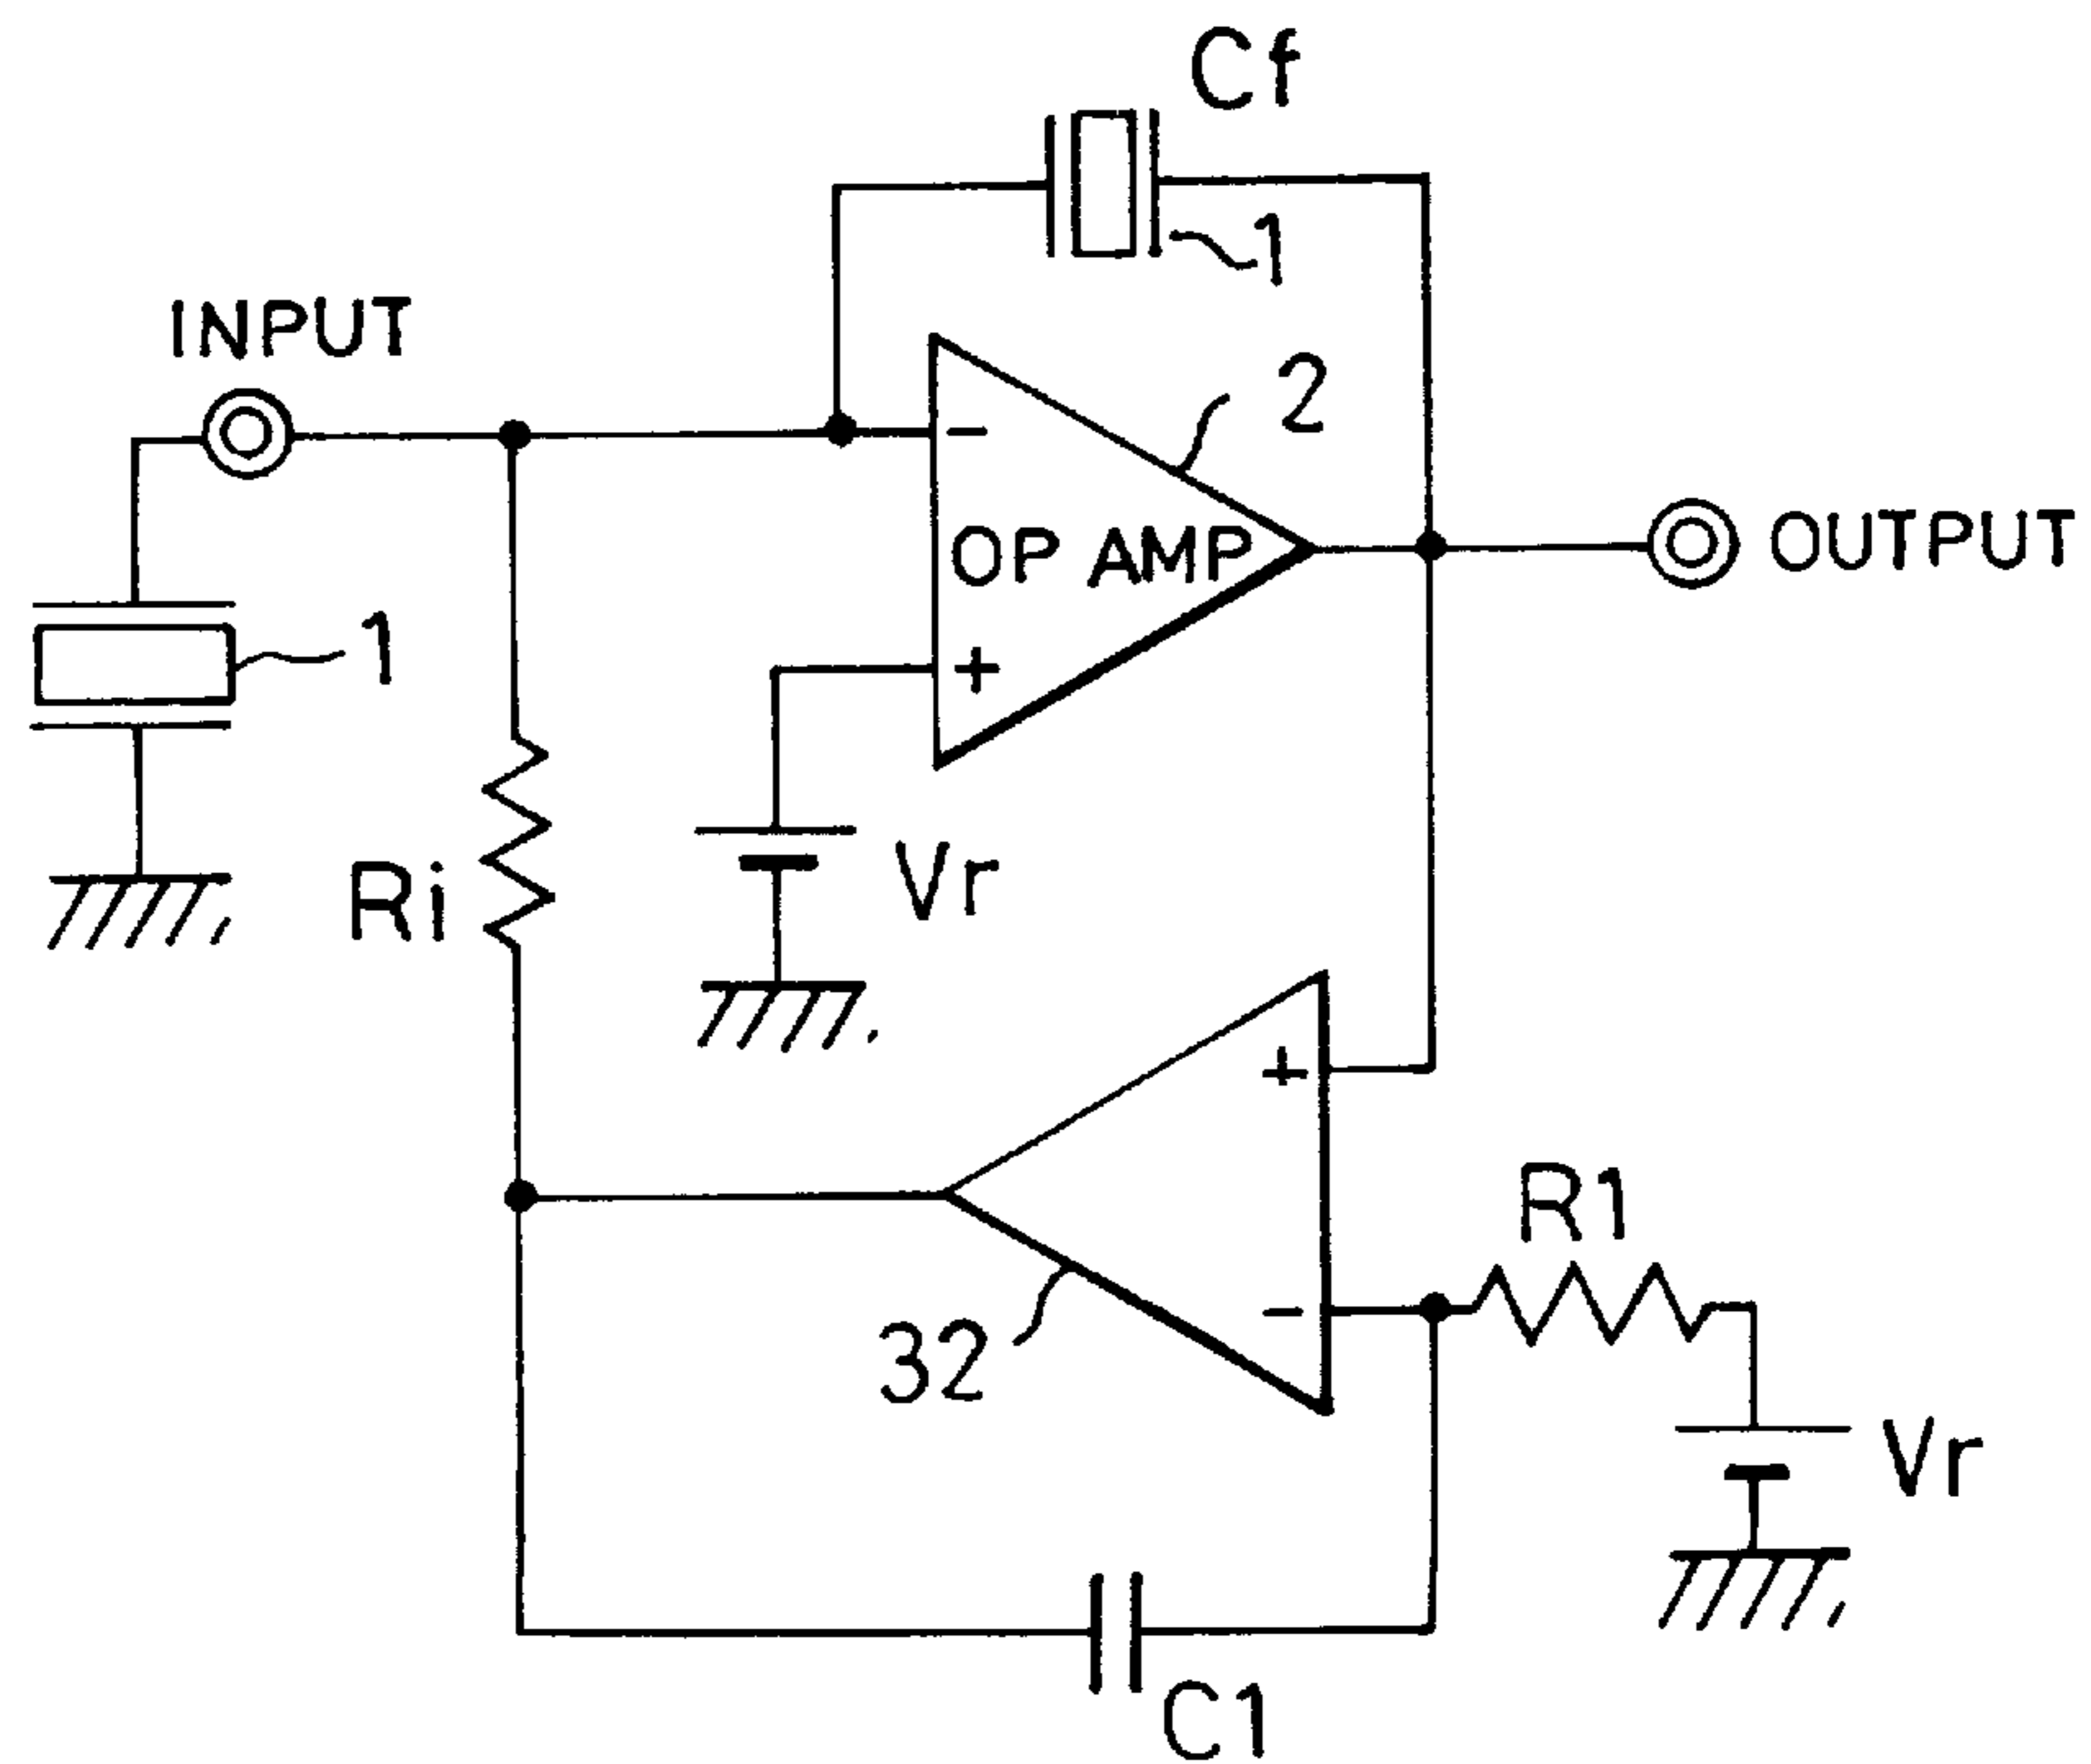 Cf
1
INPUT
2
OP AMP
-
OUTPUT
1
+
Ri
Vr
+
R1
-
32
Vr
C1